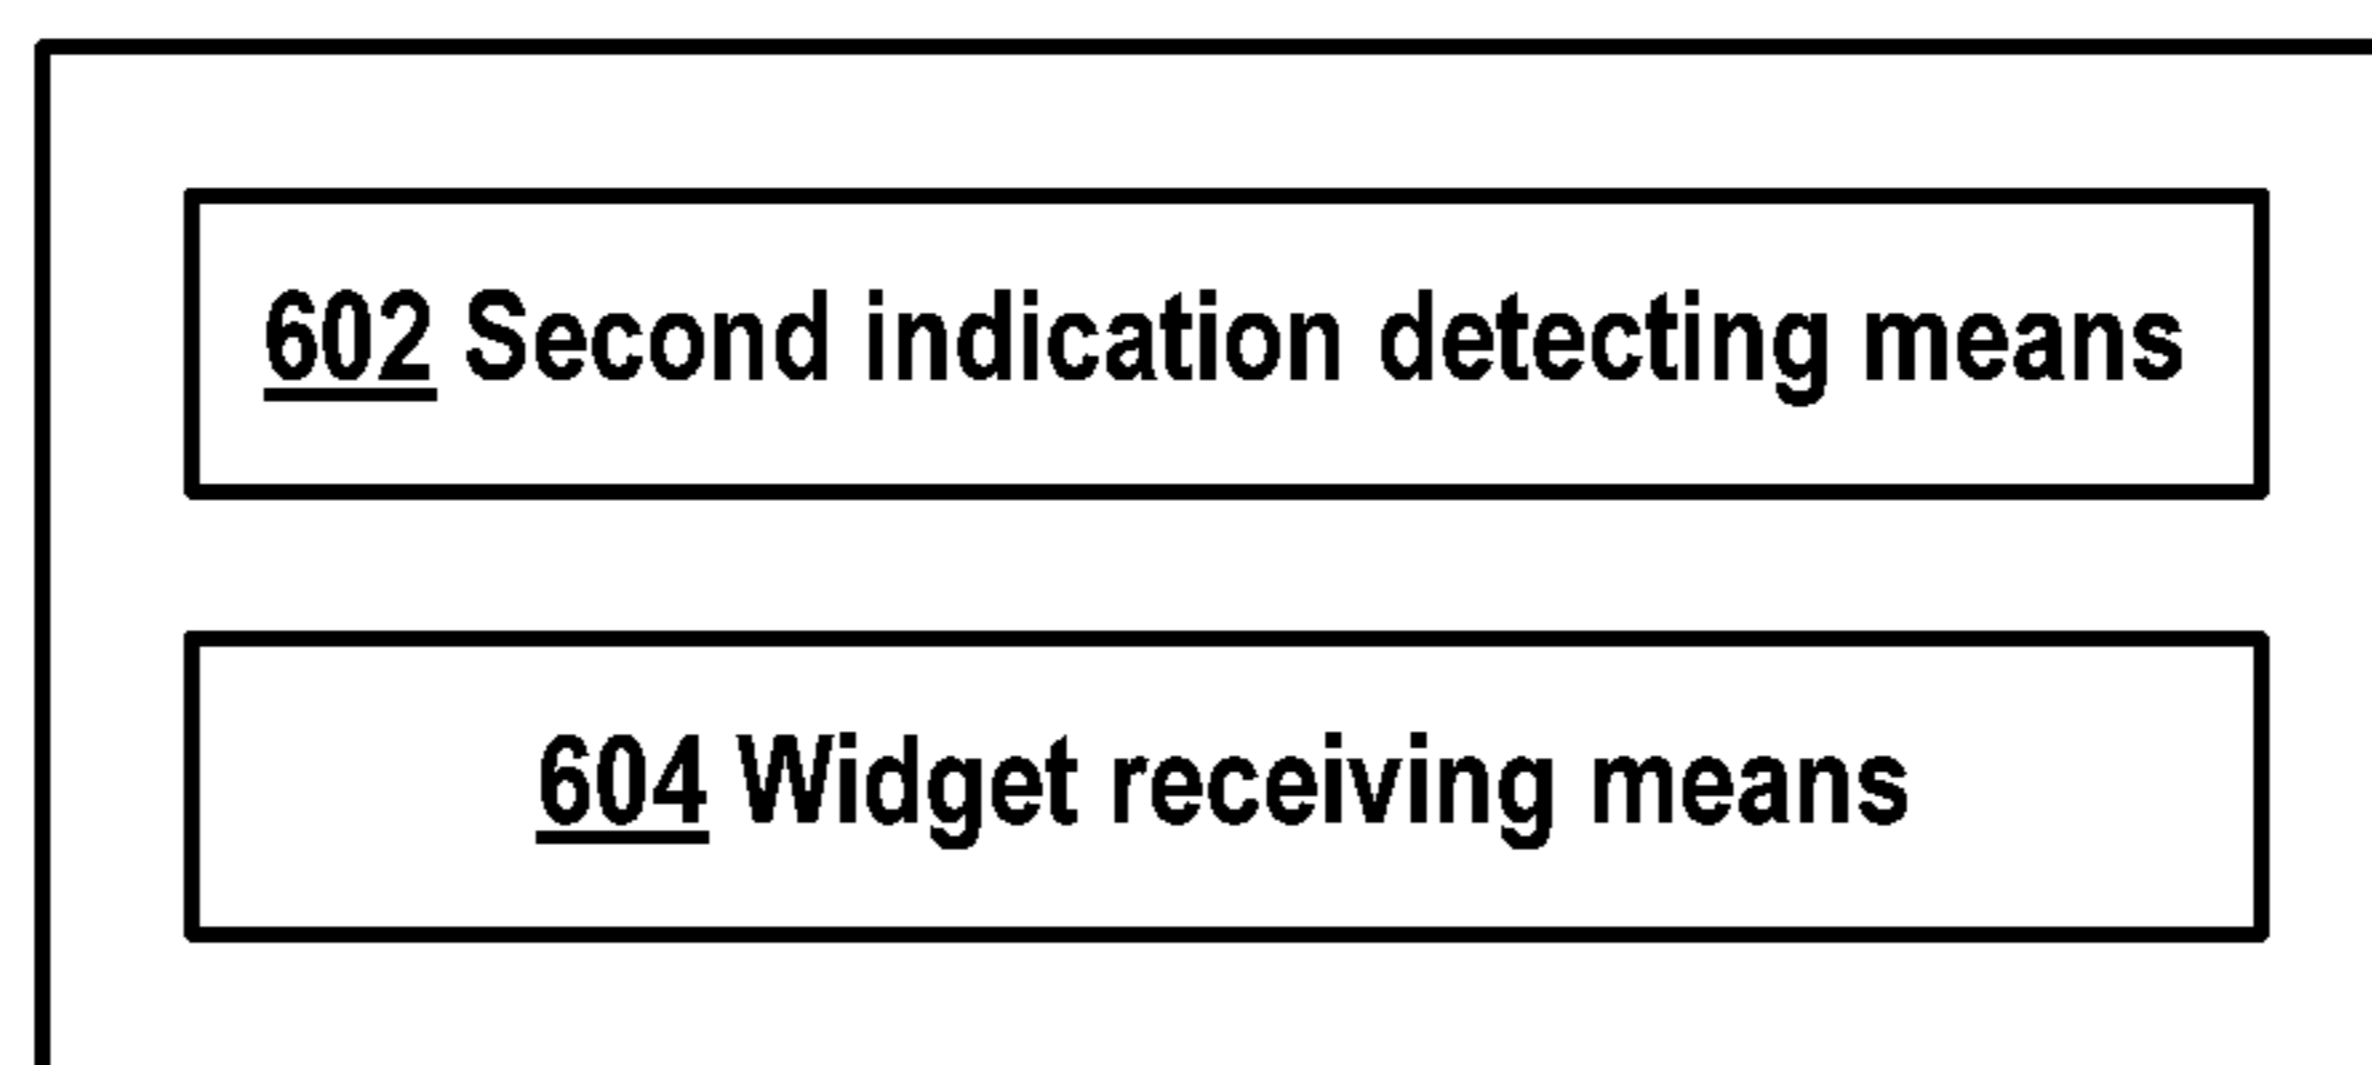 602 Second indication detecting means
604 Widget receiving means